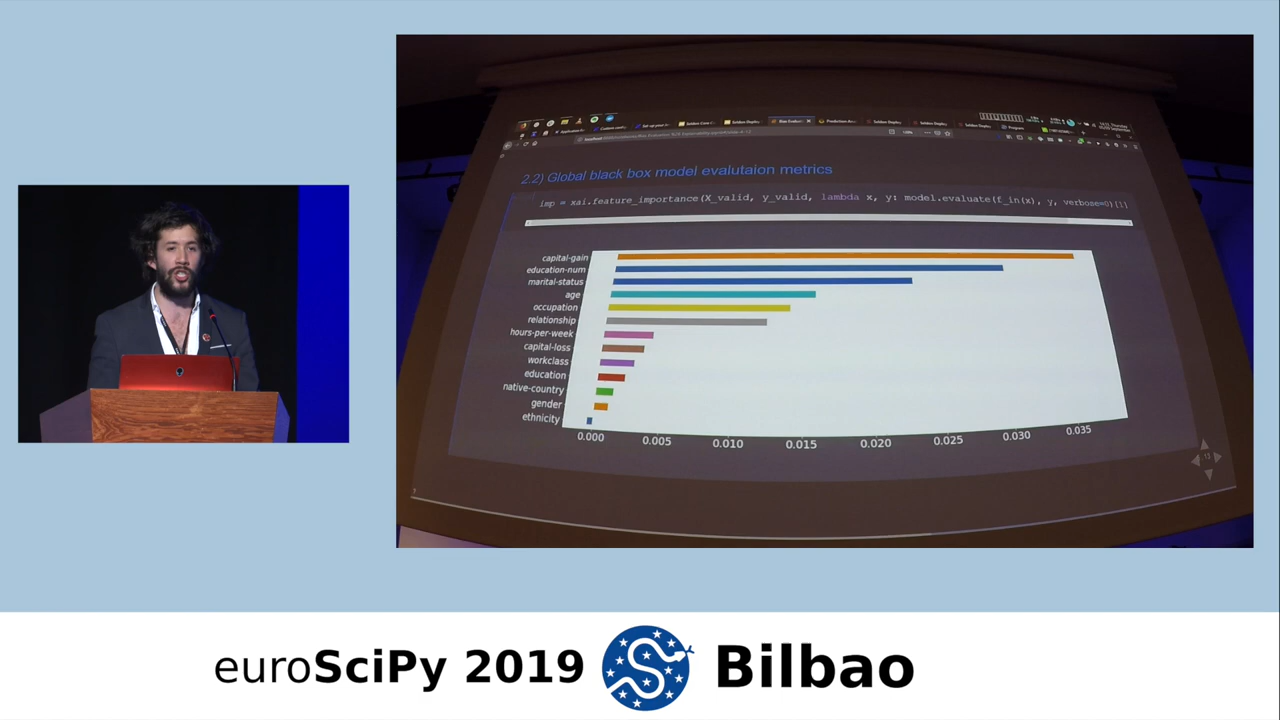 2.2) Global black box model evalutaion metrics
imp = xai.feature_importance(X_valid, y_valid, lambda x, y: model.evaluate(f_in(x), y, verbose=0)[1]
capital-gain
education-num
marital-status
age
occupation
relationship
hours-per-week
capital-loss
workclass
education
native-country
gender
ethnicity
0.000 0.005 0.010 0.015 0.020 0.025 0.030 0.035
13
euroSciPy 2019 Bilbao